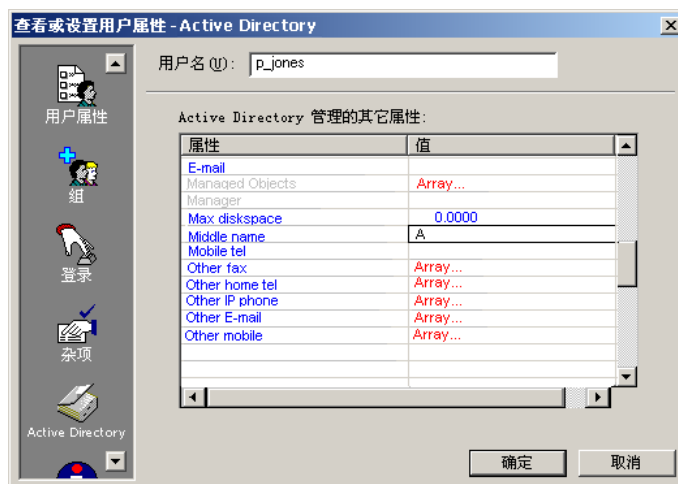 查看或设置用户属性 - Active Directory
用户属性
组
登录
杂项
Active Directory
用户名(U): p_jones
Active Directory 管理的其它属性:
属性 值
E-mail
Managed Objects Array...
Manager
Max diskspace 0.0000
Middle name A
Mobile tel
Other fax Array...
Other home tel Array...
Other IP phone Array...
Other E-mail Array...
Other mobile Array...
确定 取消